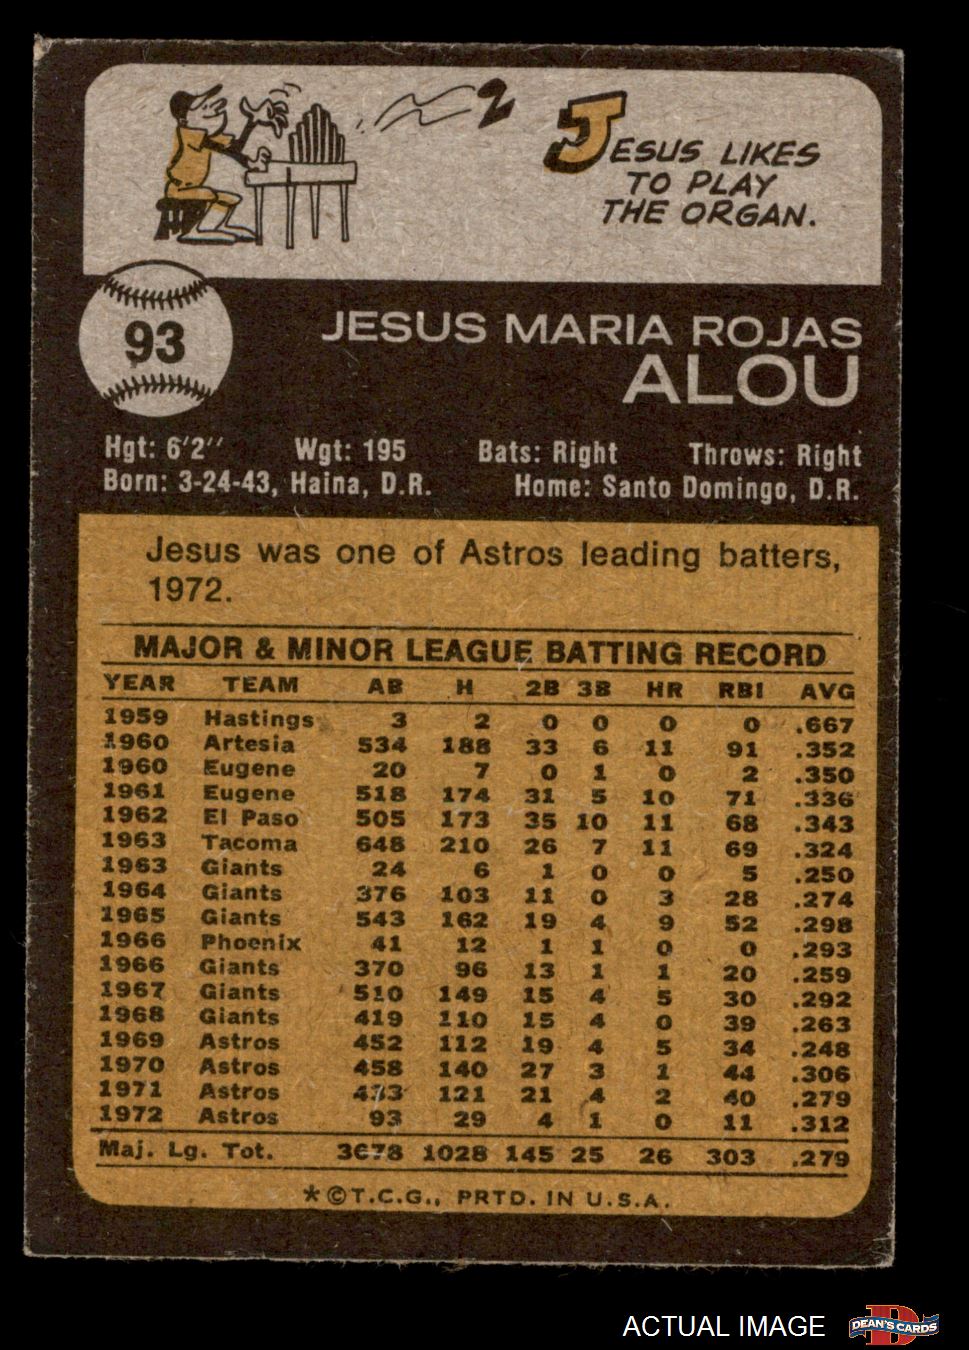 2
JESUS LIKES
TO PLAY
THE ORGAN.
93
JESUS MARIA ROJAS
ALOU
Hgt: 6'2'' Wgt: 195 Bats: Right Throws: Right
Born: 3-24-43, Haina, D.R. Home: Santo Domingo, D.R.
Jesus was one of Astros leading batters,
1972.
MAJOR & MINOR LEAGUE BATTING RECORD
YEAR TEAM AB H 2B 3B HR RBI AVG
1959 Hastings 3 2 0 0 0 0 .667
1960 Artesia 534 188 33 6 11 91 .352
1960 Eugene 20 7 0 1 0 2 .350
1961 Eugene 518 174 31 5 10 71 .336
1962 El Paso 505 173 35 10 11 68 .343
1963 Tacoma 648 210 26 7 11 69 .324
1963 Giants 24 6 1 0 0 5 .250
1964 Giants 376 103 11 0 3 28 .274
1965 Giants 543 162 19 4 9 52 .298
1966 Phoenix 41 12 1 1 0 0 .293
1966 Giants 370 96 13 1 1 20 .259
1967 Giants 510 149 15 4 5 30 .292
1968 Giants 419 110 15 4 0 39 .263
1969 Astros 452 112 19 4 5 34 .248
1970 Astros 458 140 27 3 1 44 .306
1971 Astros 433 121 21 4 2 40 .279
1972 Astros 93 29 4 1 0 11 .312
Maj. Lg. Tot. 3678 1028 145 25 26 303 .279
*©T.C.G., PRTD. IN U.S.A.
ACTUAL IMAGE
D
DEAN'S CARDS